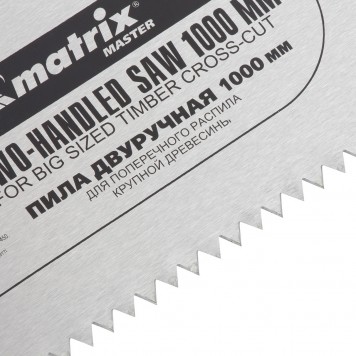 matrix®
MASTER
WO-HANDLED SAW 1000 MM
FOR BIG SIZED TIMBER CROSS-CUT
ПИЛА ДВУРУЧНАЯ 1000 мм
ДЛЯ ПОПЕРЕЧНОГО РАСПИЛА
КРУПНОЙ ДРЕВЕСИНЫ.